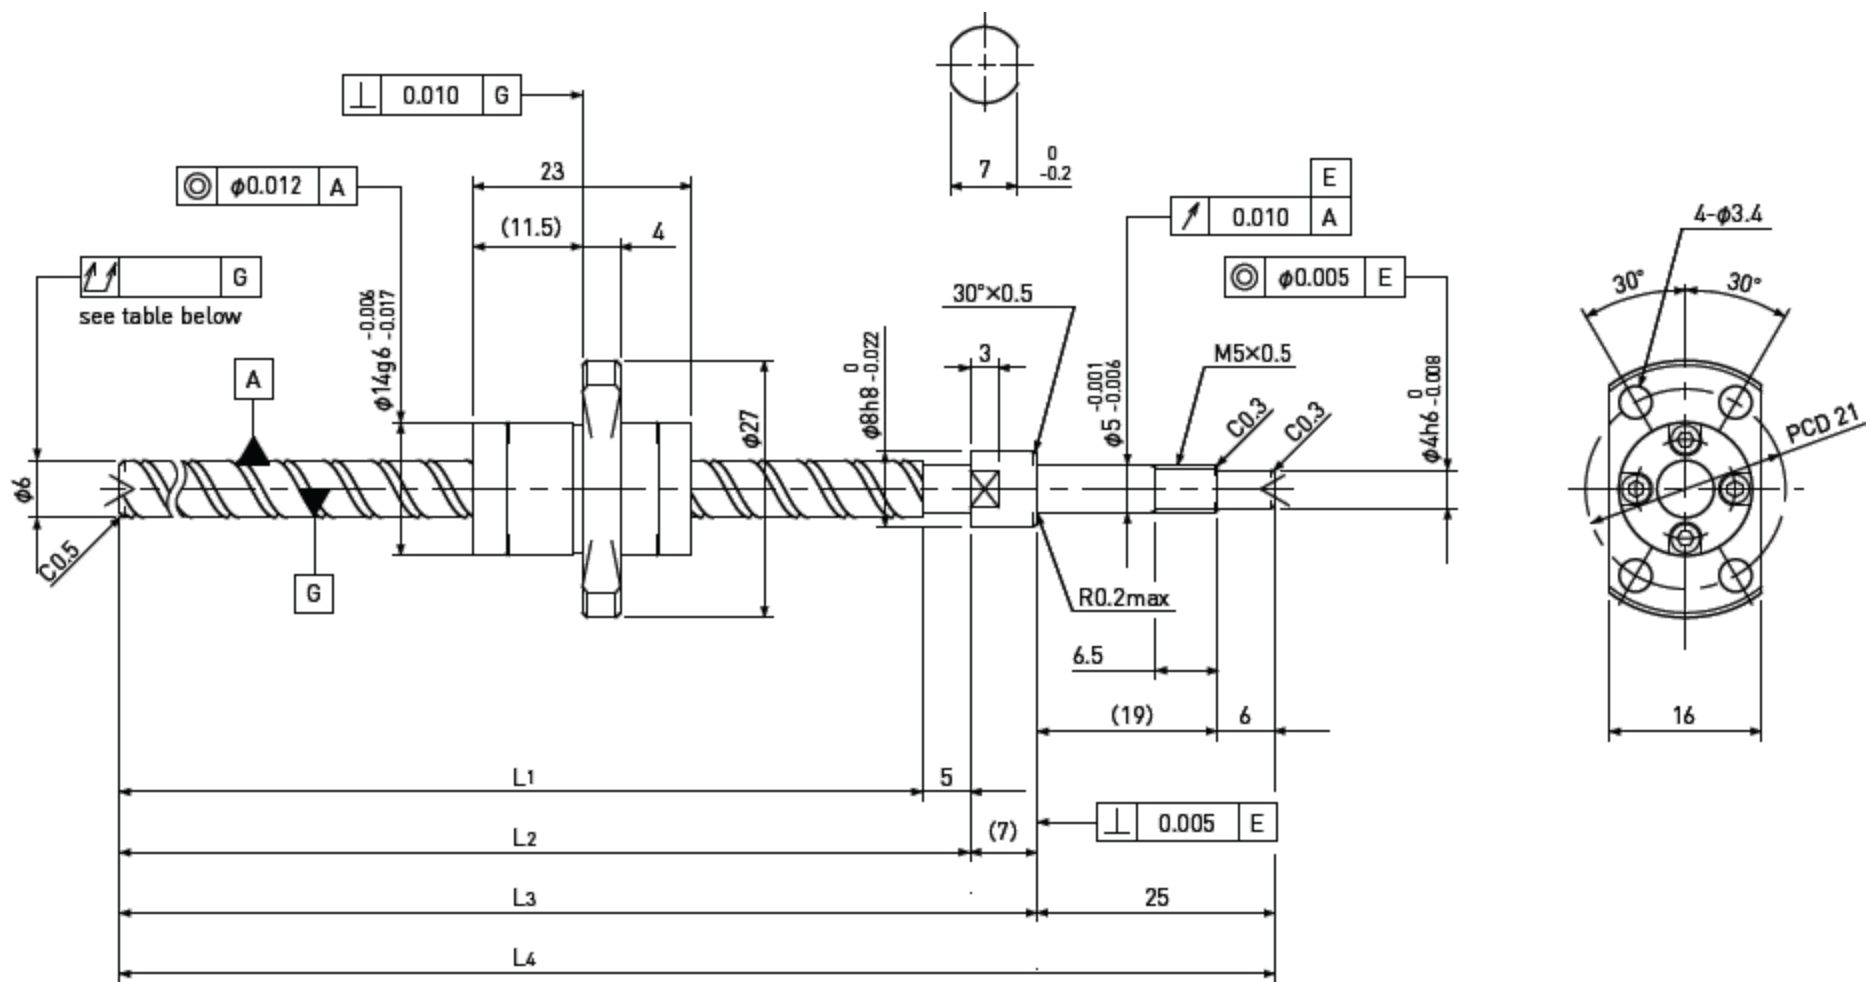 ⊥ 0.010 G
7 0 -0.2
◎ ϕ0.012 A
23
E
↗ 0.010 A
4-ϕ3.4
(11.5) 4
G
see table below
◎ ϕ0.005 E
30° 30°
30°×0.5
ϕ14g6 -0.006 -0.017
3
M5×0.5
A
ϕ8h8 0 -0.022
ϕ5 -0.001 -0.006
C0.3
C0.3
ϕ4h6 0 -0.008
ϕ27
PCD 21
ϕ6
C0.5
G
R0.2max
6.5
(19) 6
16
L1 5
L2 (7)
⊥ 0.005 E
L3 25
L4